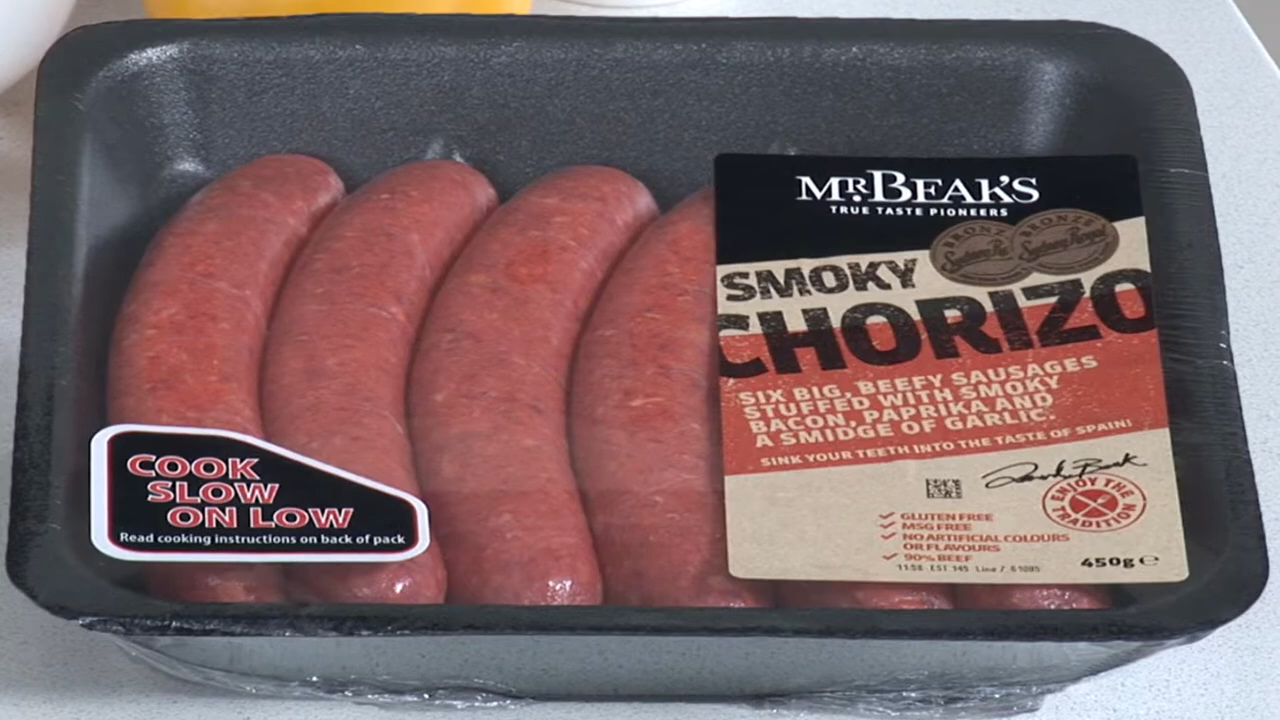 MR.BEAK'S
TRUE TASTE PIONEERS
BRONZE BRONZE
SMOKY
CHORIZO
SIX BIG, BEEFY SAUSAGES
STUFFED WITH SMOKY
BACON, PAPRIKA AND
A SMIDGE OF GARLIC.
SINK YOUR TEETH INTO THE TASTE OF SPAIN!
ENJOY THE
TRADITION
GLUTEN FREE
MSG FREE
NO ARTIFICIAL COLOURS
OR FLAVOURS
90% BEEF
450g ℮
COOK
SLOW
ON LOW
Read cooking instructions on back of pack